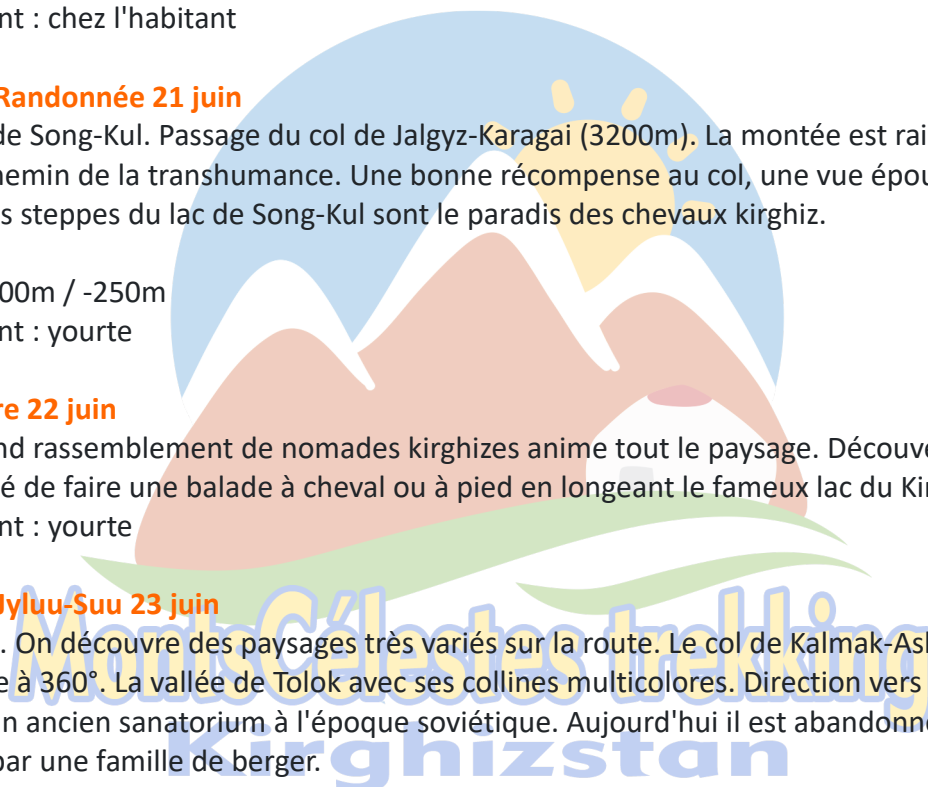 nt : chez l'habitant
Randonnée 21 juin
de Song-Kul. Passage du col de Jalgyz-Karagai (3200m). La montée est rai
hemin de la transhumance. Une bonne récompense au col, une vue épou
s steppes du lac de Song-Kul sont le paradis des chevaux kirghiz.
00m / -250m
nt : yourte
re 22 juin
nd rassemblement de nomades kirghizes anime tout le paysage. Découve
é de faire une balade à cheval ou à pied en longeant le fameux lac du Kir
nt : yourte
Jyluu-Suu 23 juin
. On découvre des paysages très variés sur la route. Le col de Kalmak-Asl
e à 360°. La vallée de Tolok avec ses collines multicolores. Direction vers
n ancien sanatorium à l'époque soviétique. Aujourd'hui il est abandonn
par une famille de berger.
MontsCélestes trekking
Kirghizstan